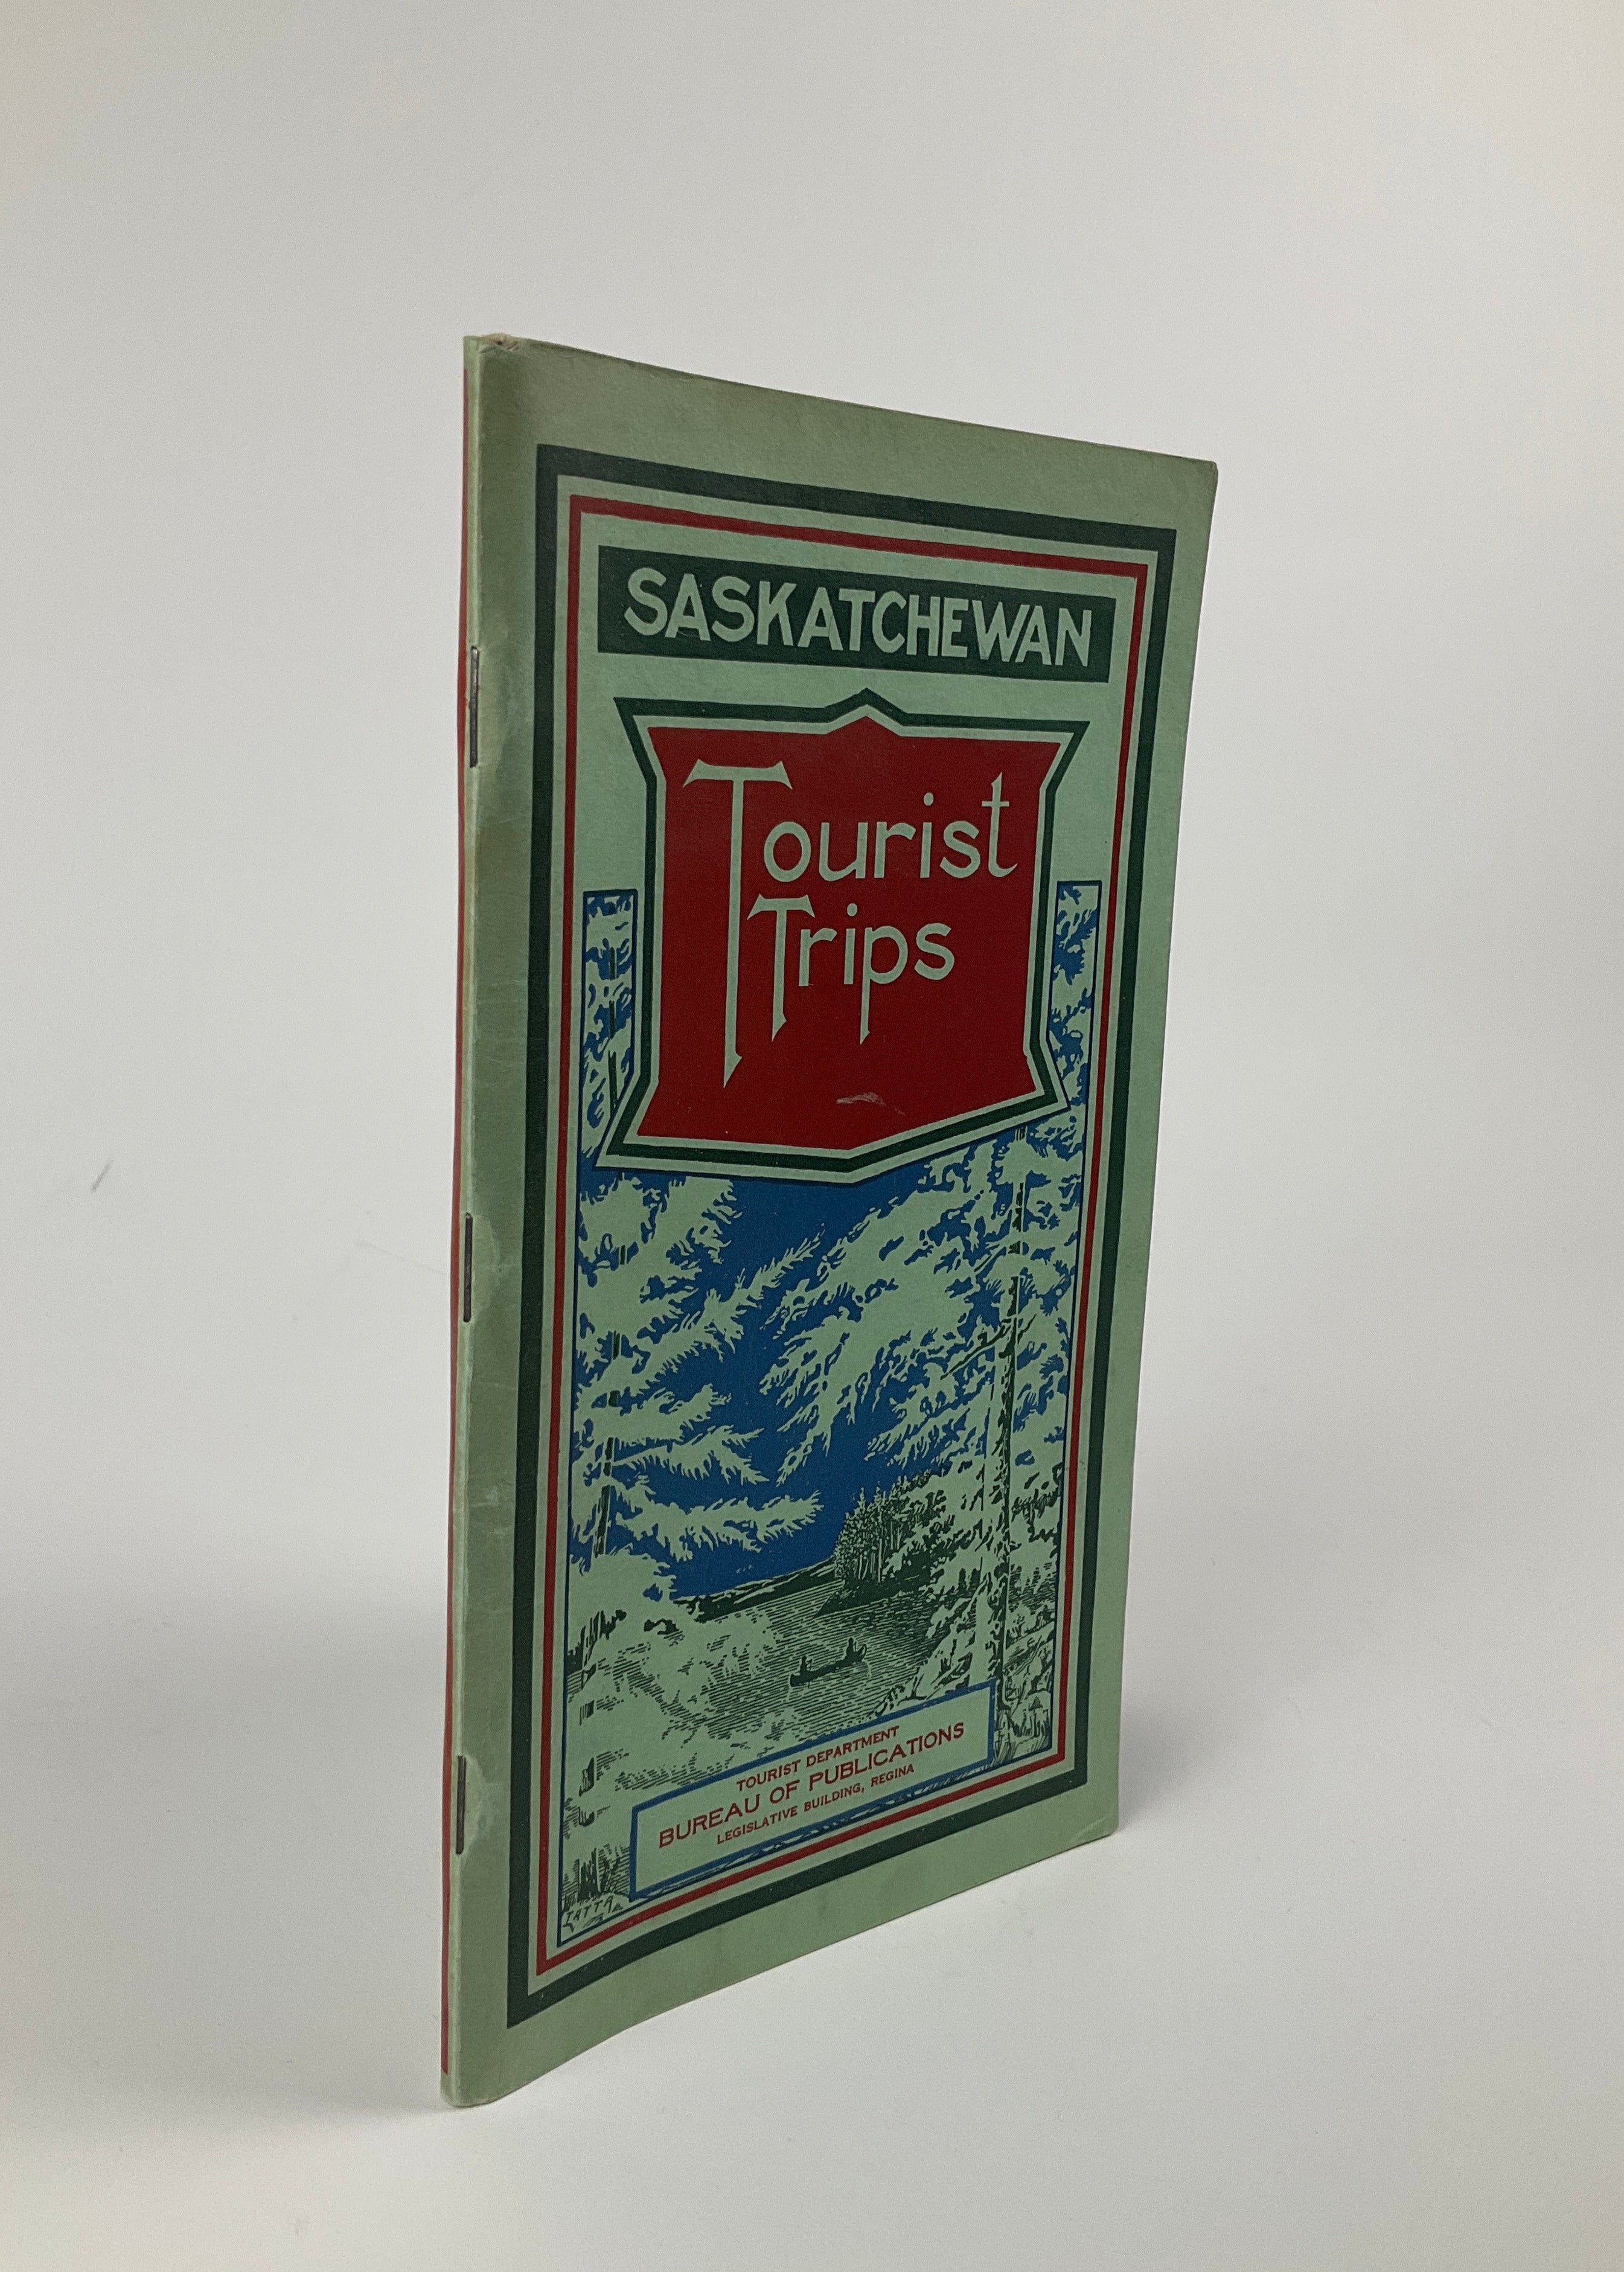 SASKATCHEWAN
Tourist
Trips
TOURIST DEPARTMENT
BUREAU OF PUBLICATIONS
LEGISLATIVE BUILDING, REGINA